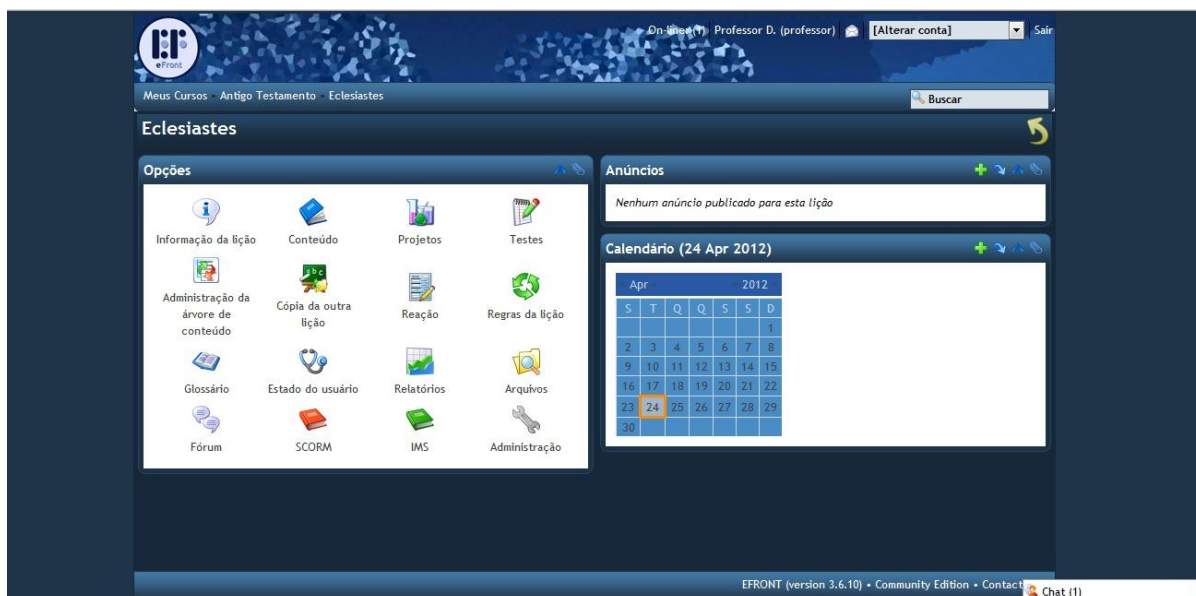 eFront
On-line (1) Professor D. (professor) [Alterar conta] Sair
Meus Cursos » Antigo Testamento » Eclesiastes
Buscar
Eclesiastes
Opções
Informação da lição
Conteúdo
Projetos
Testes
Administração da
árvore de
conteúdo
Cópia da outra
lição
Reação
Regras da lição
Glossário
Estado do usuário
Relatórios
Arquivos
Fórum
SCORM
IMS
Administração
Anúncios
Nenhum anúncio publicado para esta lição
Calendário (24 Apr 2012)
« Apr » « 2012 »
S T Q Q S S D
1
2 3 4 5 6 7 8
9 10 11 12 13 14 15
16 17 18 19 20 21 22
23 24 25 26 27 28 29
30
EFRONT (version 3.6.10) • Community Edition • Contact
Chat (1)